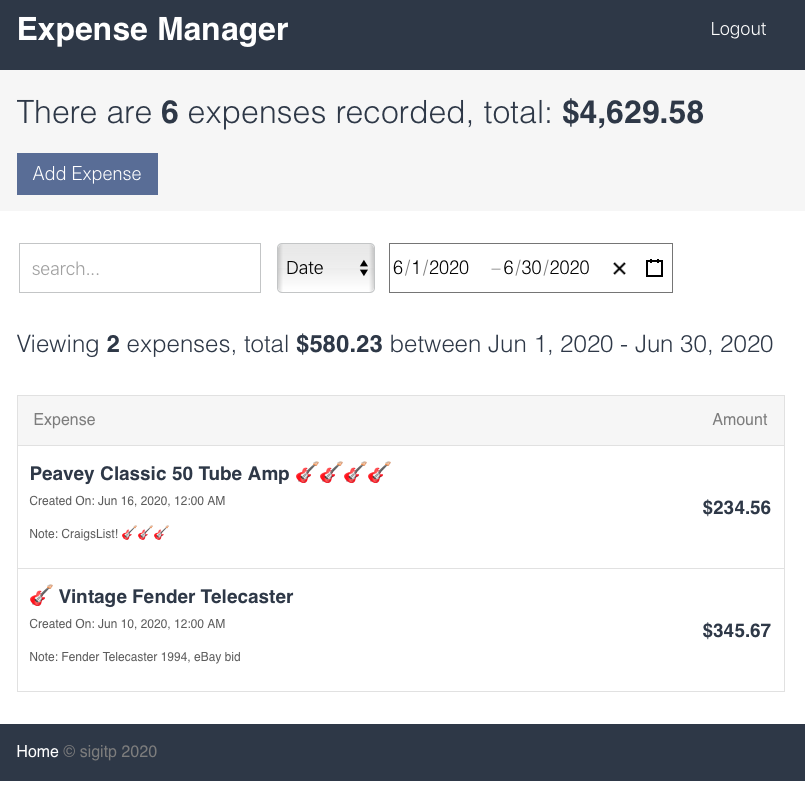 Expense Manager Logout
There are 6 expenses recorded, total: $4,629.58
Add Expense
search... Date 6/1/2020 –6/30/2020
Viewing 2 expenses, total $580.23 between Jun 1, 2020 - Jun 30, 2020
Expense Amount
Peavey Classic 50 Tube Amp 🎸🎸🎸🎸
Created On: Jun 16, 2020, 12:00 AM
$234.56
Note: CraigsList! 🎸🎸🎸
🎸 Vintage Fender Telecaster
Created On: Jun 10, 2020, 12:00 AM
$345.67
Note: Fender Telecaster 1994, eBay bid
Home © sigitp 2020